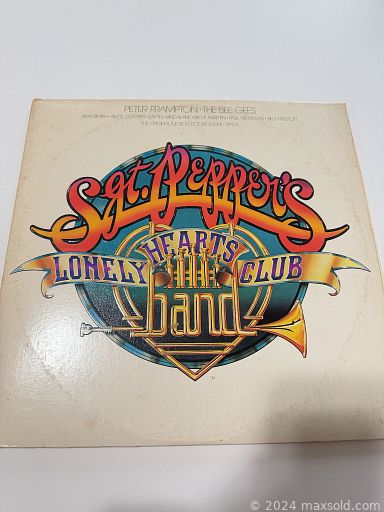 PETER FRAMPTON · THE BEE GEES
AEROSMITH · ALICE COOPER · EARTH WIND & FIRE · STEVE MARTIN · PAUL NICHOLAS · BILLY PRESTON
THE ORIGINAL MOTION PICTURE SOUND TRACK
Sgt. PEPPER'S
LONELY HEARTS CLUB
band
TM
© 2024 maxsold.com